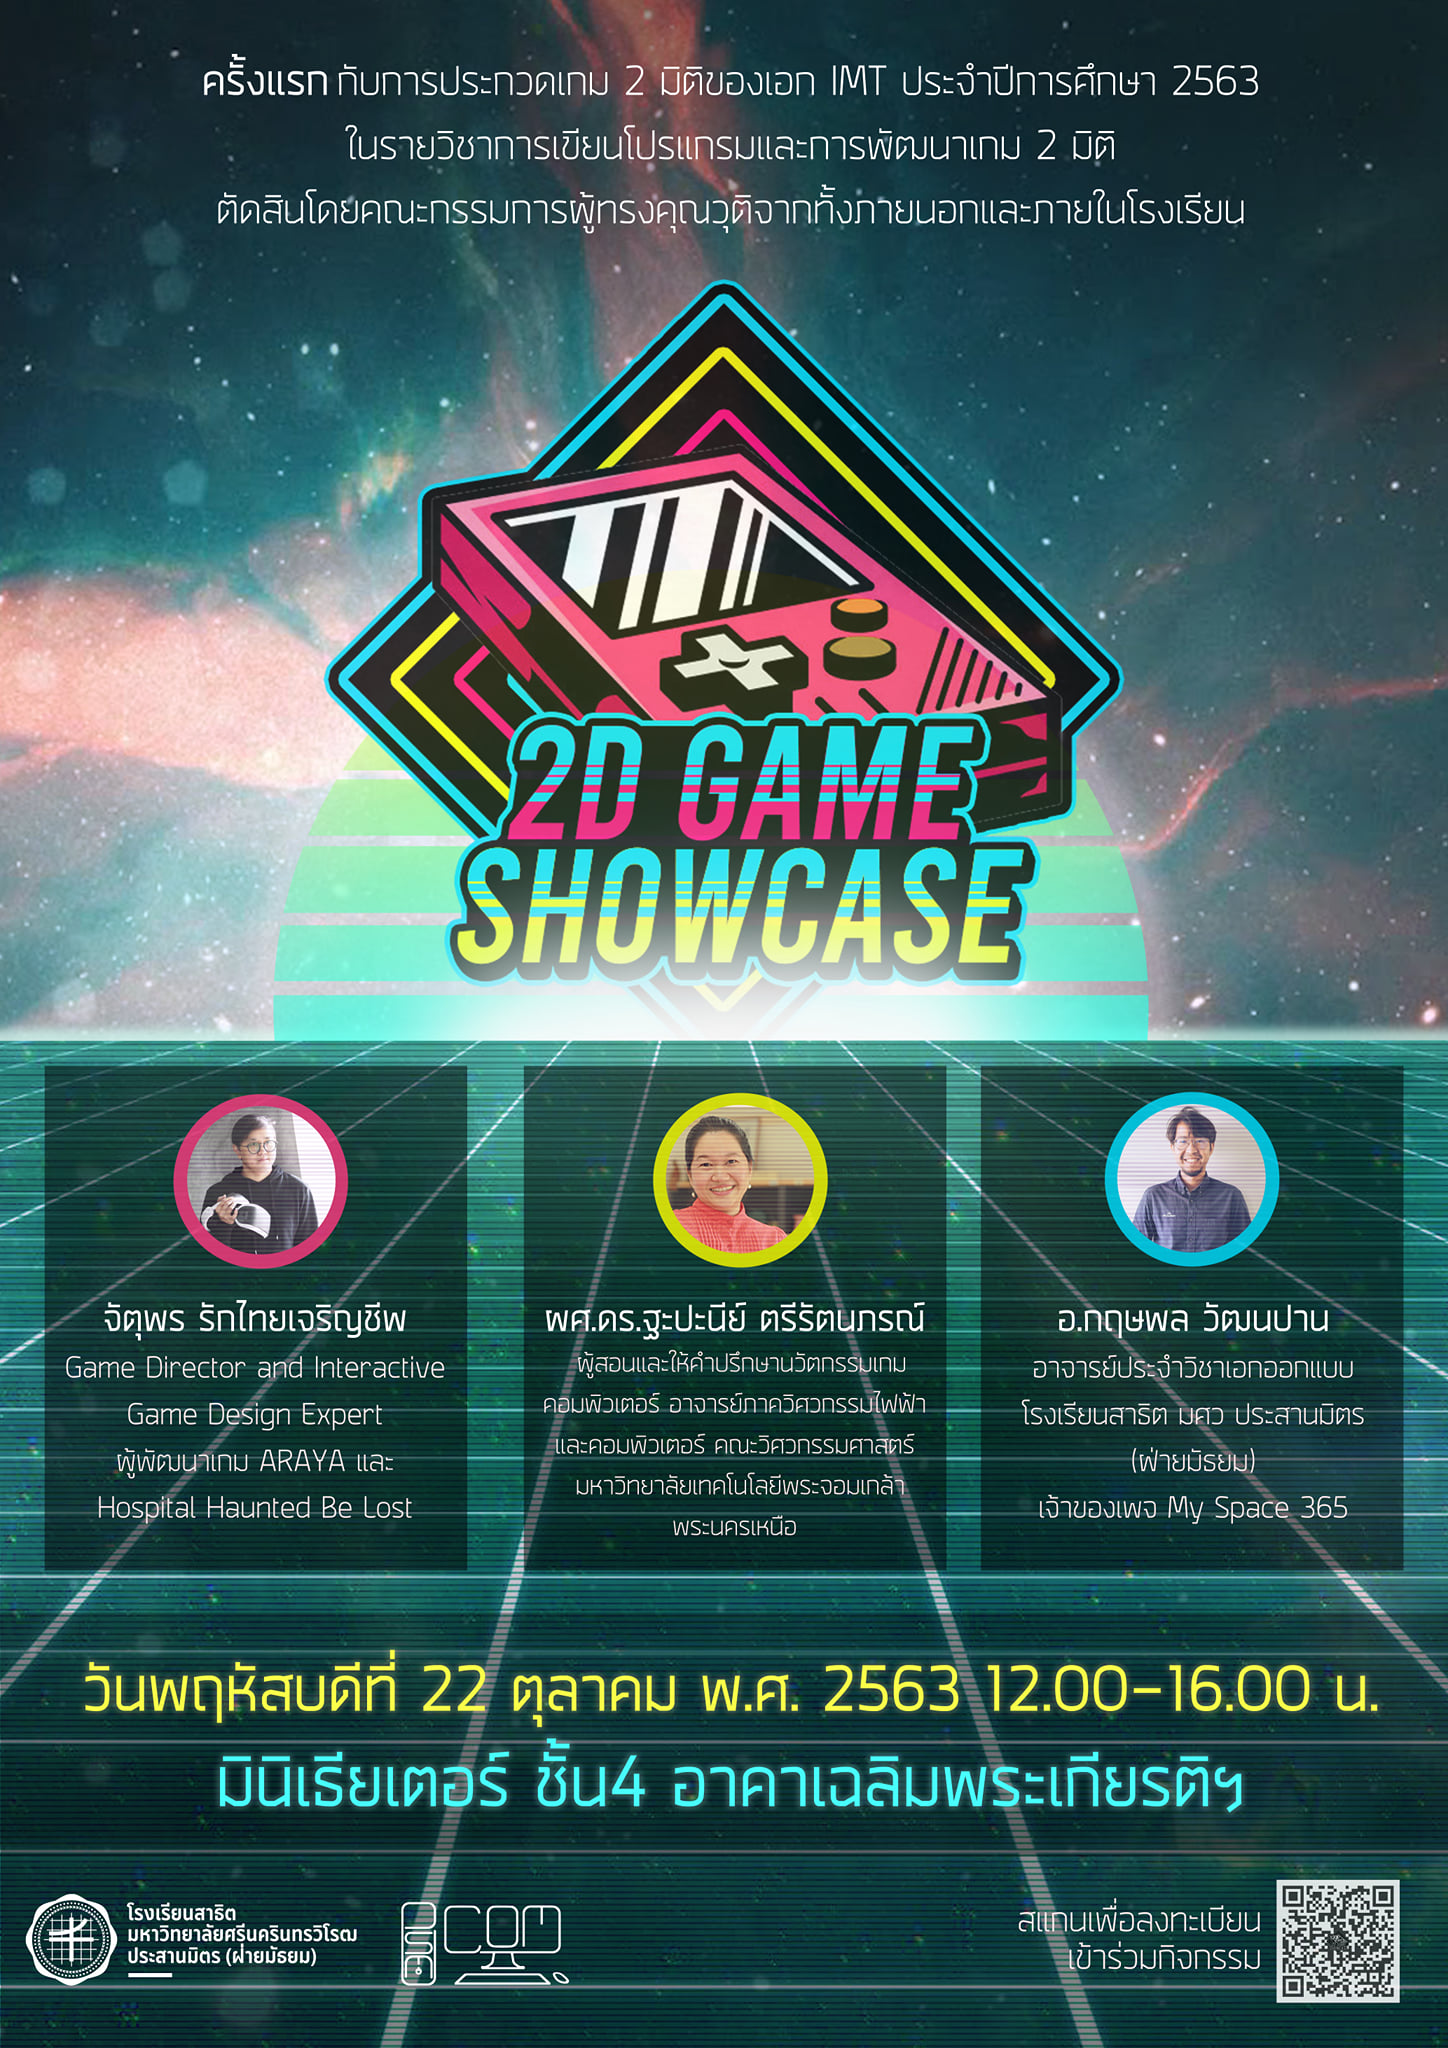 ครั้งแรก กับการประกวดเกม 2 มิติของเอก IMT ประจำปีการศึกษา 2563
ในรายวิชาการเขียนโปรแกรมและการพัฒนาเกม 2 มิติ
ตัดสินโดยคณะกรรมการผู้ทรงคุณวุติจากทั้งภายนอกและภายในโรงเรียน
2D GAME
SHOWCASE
จัตุพร รักไทยเจริญชีพ
Game Director and Interactive
Game Design Expert
ผู้พัฒนาเกม ARAYA และ
Hospital Haunted Be Lost
ผศ.ดร.ฐะปะนีย์ ตรีรัตนภรณ์
ผู้สอนและให้คำปรึกษานวัตกรรมเกม
คอมพิวเตอร์ อาจารย์ภาควิศวกรรมไฟฟ้า
และคอมพิวเตอร์ คณะวิศวกรรมศาสตร์
มหาวิทยาลัยเทคโนโลยีพระจอมเกล้า
พระนครเหนือ
อ.กฤษพล วัฒนปาน
อาจารย์ประจำวิชาเอกออกแบบ
โรงเรียนสาธิต มศว ประสานมิตร
(ฝ่ายมัธยม)
เจ้าของเพจ My Space 365
วันพฤหัสบดีที่ 22 ตุลาคม พ.ศ. 2563 12.00-16.00 น.
มินิเธียเตอร์ ชั้น4 อาคาเฉลิมพระเกียรติฯ
โรงเรียนสาธิต
มหาวิทยาลัยศรีนครินทรวิโรฒ
ประสานมิตร (ฝ่ายมัธยม)
COM
สแกนเพื่อลงทะเบียน
เข้าร่วมกิจกรรม